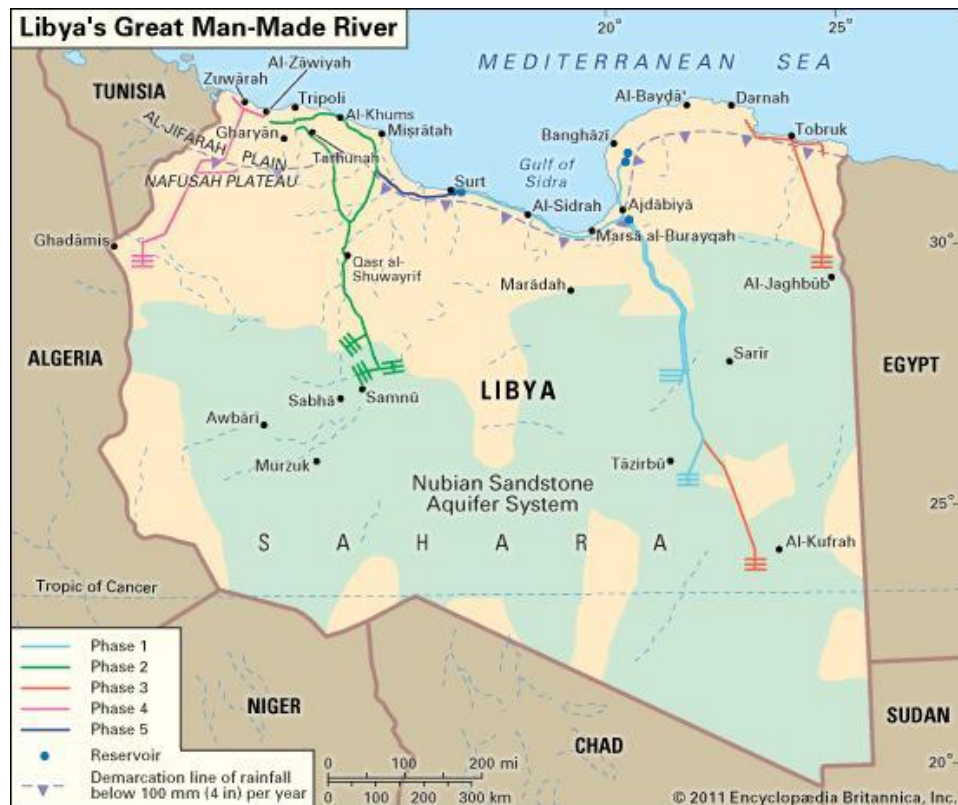 Libya's Great Man-Made River
20°
25°
MEDITERRANEAN SEA
TUNISIA
Zuwārah
Al-Zāwiyah
Tripoli
Al-Khums
Miṣrātah
Gharyān
Tarhūnah
AL-JIFĀRAH PLAIN
NAFUSAH PLATEAU
Al-Bayḍā'
Darnah
Banghāzī
Tobruk
Gulf of
Sidra
Surt
Al-Sidrah
Ajdābiyā
Marsā al-Burayqah
Ghadāmis
30°
Qaṣr al-
Shuwayrif
Marādah
Al-Jaghbūb
ALGERIA
LIBYA
Sarīr
EGYPT
Sabhā
Samnū
Awbārī
Murzuk
Tāzirbū
Nubian Sandstone
Aquifer System
25°
SAHARA
Al-Kufrah
Tropic of Cancer
Phase 1
Phase 2
Phase 3
Phase 4
Phase 5
Reservoir
Demarcation line of rainfall
below 100 mm (4 in) per year
NIGER
CHAD
SUDAN
0 100 200 mi
0 100 200 300 km
20°
© 2011 Encyclopædia Britannica, Inc.